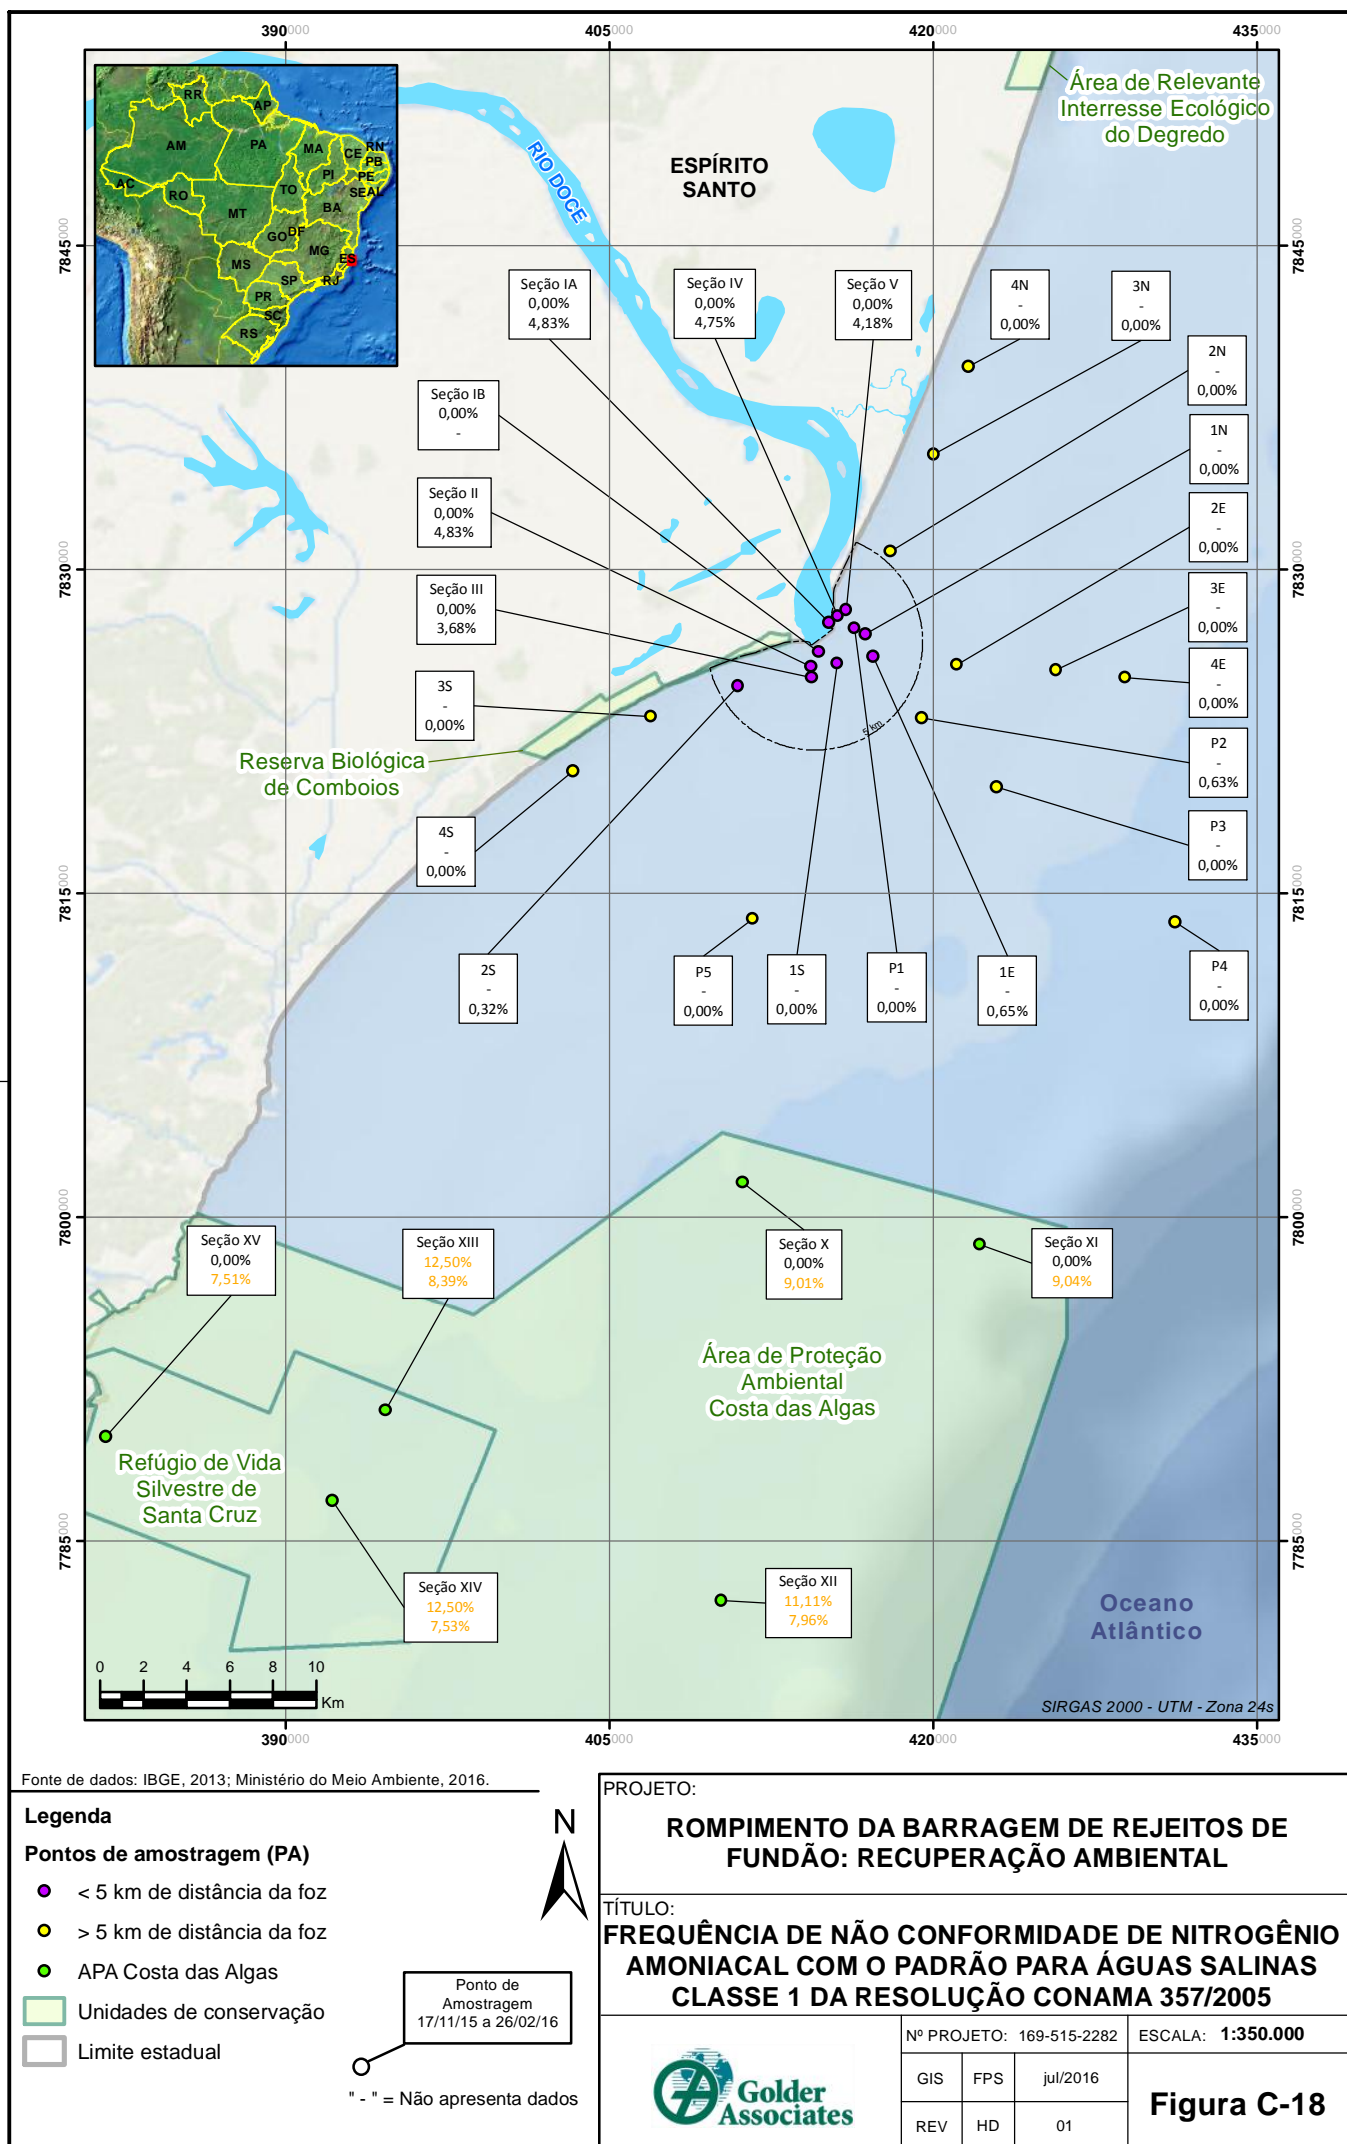 390000
405000
420000
435000
RR
AP
AM
PA
MA
CE
RN
PB
PE
PI
AC
RO
TO
SE
AL
MT
BA
GO
DF
MG
MS
ES
SP
RJ
PR
SC
RS
RIO DOCE
ESPÍRITO
SANTO
Área de Relevante
Interresse Ecológico
do Degredo
7845000
7845000
Seção IA
0,00%
4,83%
Seção IV
0,00%
4,75%
Seção V
0,00%
4,18%
4N
-
0,00%
3N
-
0,00%
2N
-
0,00%
Seção IB
0,00%
-
1N
-
0,00%
Seção II
0,00%
4,83%
2E
-
0,00%
7830000
7830000
Seção III
0,00%
3,68%
3E
-
0,00%
4E
-
0,00%
3S
-
0,00%
5 km
P2
-
0,63%
Reserva Biológica
de Comboios
4S
-
0,00%
P3
-
0,00%
7815000
7815000
2S
-
0,32%
P5
-
0,00%
1S
-
0,00%
P1
-
0,00%
1E
-
0,65%
P4
-
0,00%
7800000
7800000
Seção XV
0,00%
7,51%
Seção XIII
12,50%
8,39%
Seção X
0,00%
9,01%
Seção XI
0,00%
9,04%
Área de Proteção
Ambiental
Costa das Algas
Refúgio de Vida
Silvestre de
Santa Cruz
7785000
7785000
Seção XIV
12,50%
7,53%
Seção XII
11,11%
7,96%
Oceano
Atlântico
0 2 4 6 8 10
Km
SIRGAS 2000 - UTM - Zona 24s
390000
405000
420000
435000
Fonte de dados: IBGE, 2013; Ministério do Meio Ambiente, 2016.
Legenda
Pontos de amostragem (PA)
< 5 km de distância da foz
> 5 km de distância da foz
APA Costa das Algas
Unidades de conservação
Limite estadual
N
Ponto de
Amostragem
17/11/15 a 26/02/16
" - " = Não apresenta dados
PROJETO:
ROMPIMENTO DA BARRAGEM DE REJEITOS DE
FUNDÃO: RECUPERAÇÃO AMBIENTAL
TÍTULO:
FREQUÊNCIA DE NÃO CONFORMIDADE DE NITROGÊNIO
AMONIACAL COM O PADRÃO PARA ÁGUAS SALINAS
CLASSE 1 DA RESOLUÇÃO CONAMA 357/2005
Golder
Associates
Nº PROJETO: 169-515-2282
ESCALA: 1:350.000
GIS FPS jul/2016
REV HD 01
Figura C-18